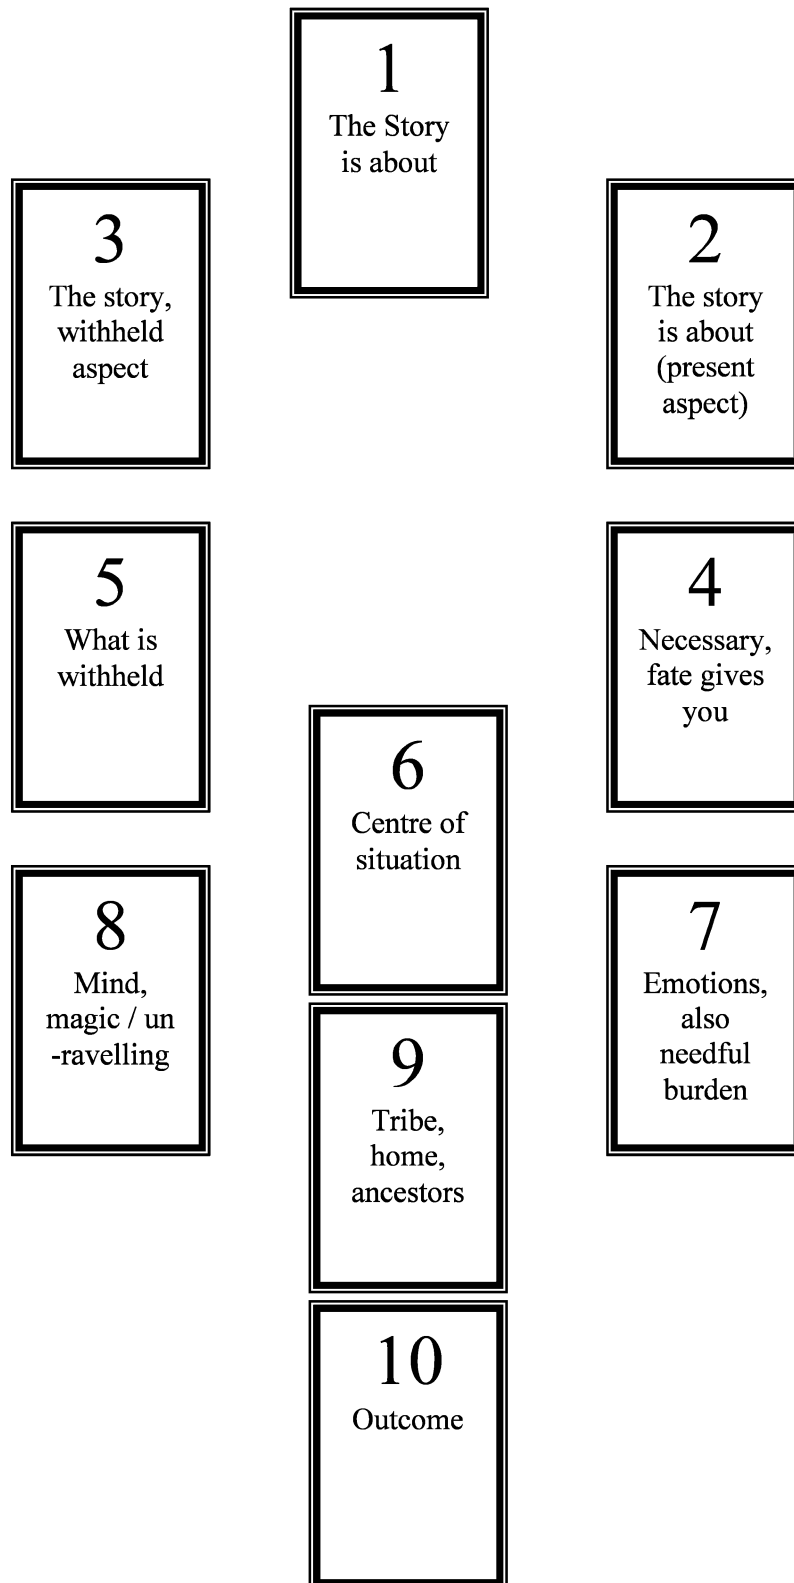 1
The Story
is about
3
The story,
withheld
aspect
2
The story
is about
(present
aspect)
5
What is
withheld
4
Necessary,
fate gives
you
6
Centre of
situation
8
Mind,
magic / un
-ravelling
7
Emotions,
also
needful
burden
9
Tribe,
home,
ancestors
10
Outcome